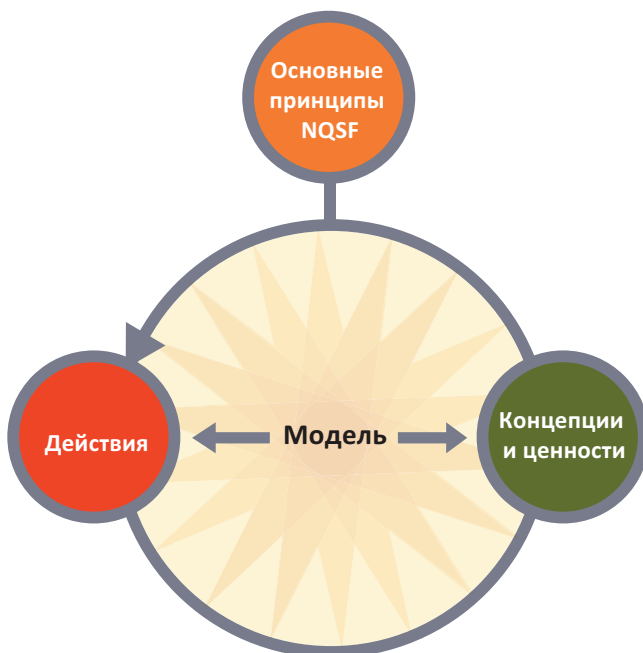 Основные
принципы
NQSF
Действия
Модель
Концепции
и ценности